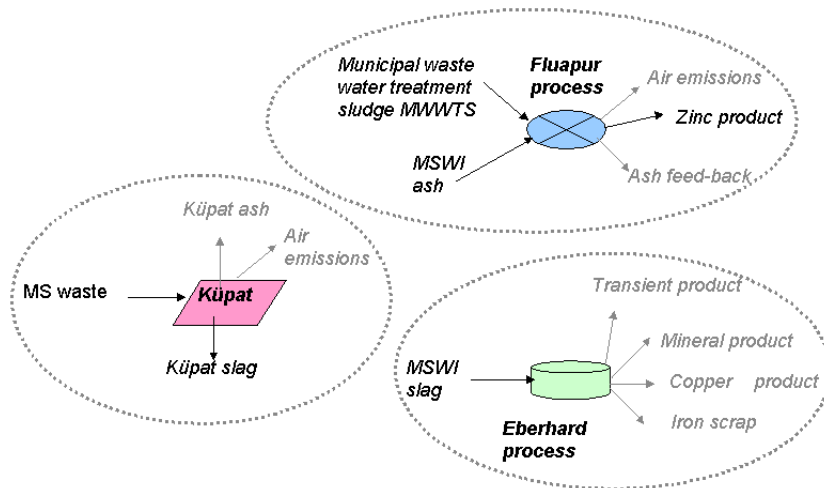 Municipal waste
water treatment
sludge MWWTS
Fluapur
process
Air emissions
Zinc product
MSWI
ash
Ash feed-back
Küpat ash
Air
emissions
MS waste
Küpat
Küpat slag
Transient product
Mineral product
MSWI
slag
Copper product
Iron scrap
Eberhard
process